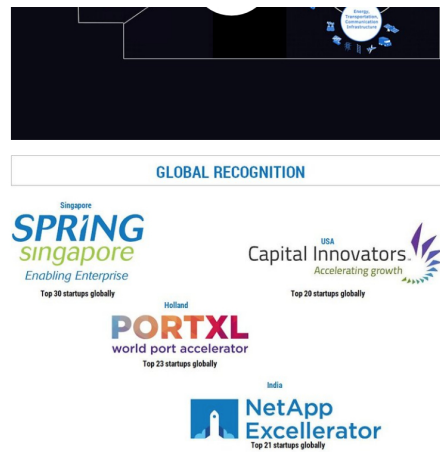 Energy,
Transportation,
Communication
Infrastructure
GLOBAL RECOGNITION
Singapore
SPRiNG
singapore
Enabling Enterprise
Top 30 startups globally
USA
Capital Innovators
Accelerating growth
Top 20 startups globally
Holland
PORTXL
world port accelerator
Top 23 startups globally
India
NetApp
Excellerator
Top 21 startups globally